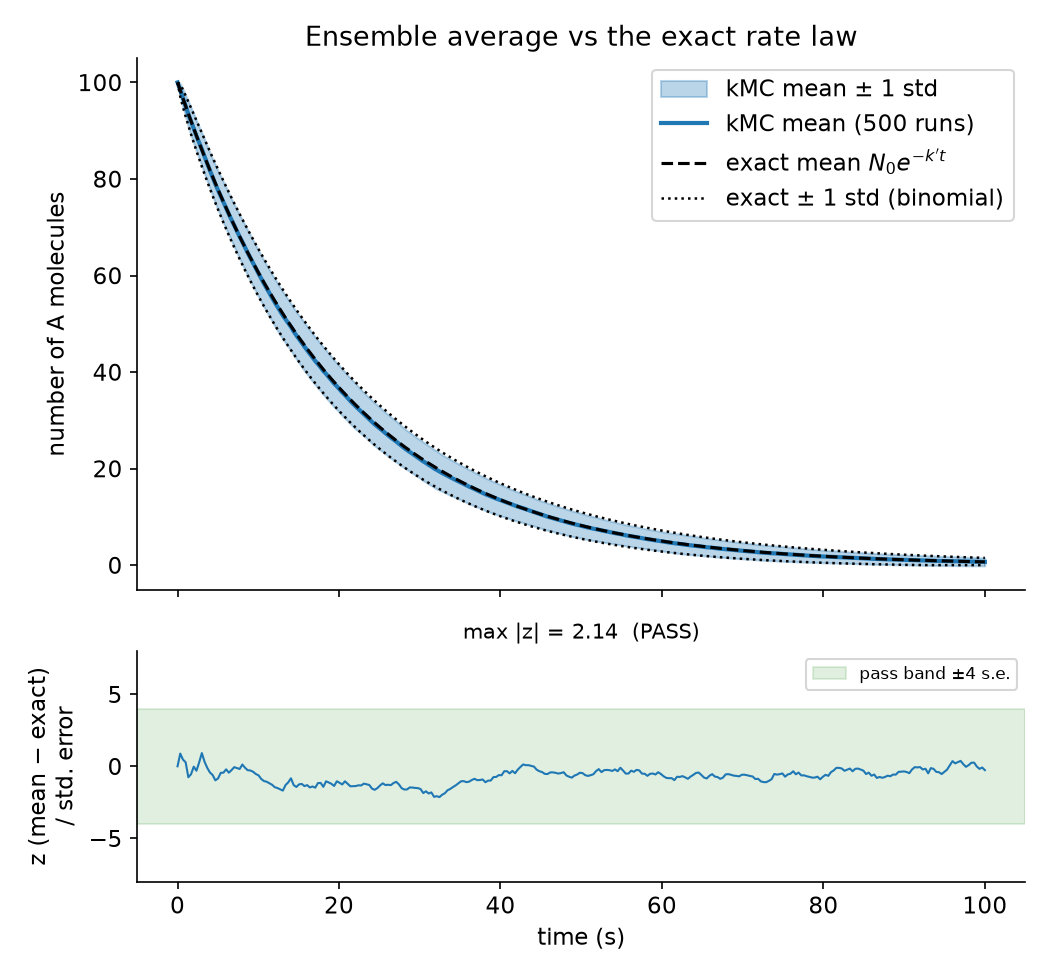 Ensemble average vs the exact rate law
kMC mean ± 1 std
kMC mean (500 runs)
exact mean $N_0e^{-k't}$
exact ± 1 std (binomial)
number of A molecules
100
80
60
40
20
0
max |z| = 2.14 (PASS)
pass band ±4 s.e.
z (mean − exact)
/ std. error
5
0
−5
0
20
40
60
80
100
time (s)